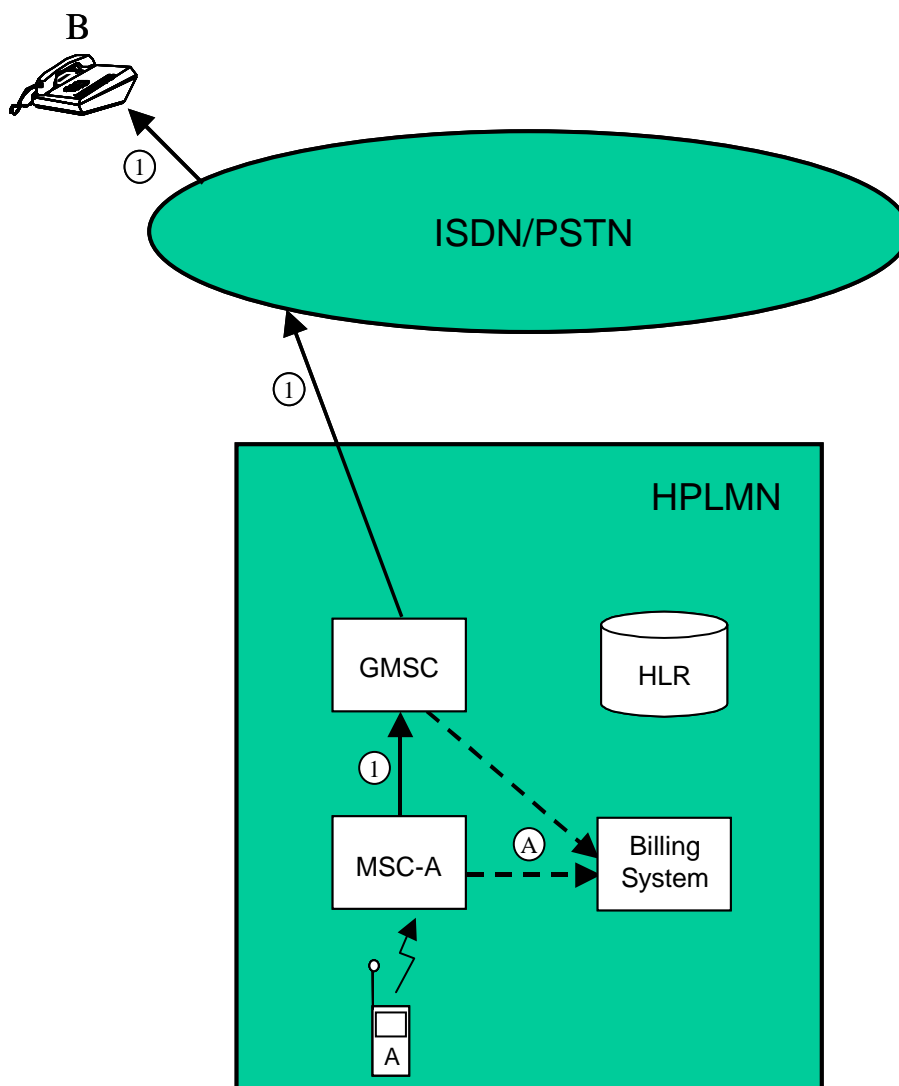 B
1
ISDN/PSTN
1
HPLMN
GMSC
HLR
1
A
MSC-A
Billing
System
A